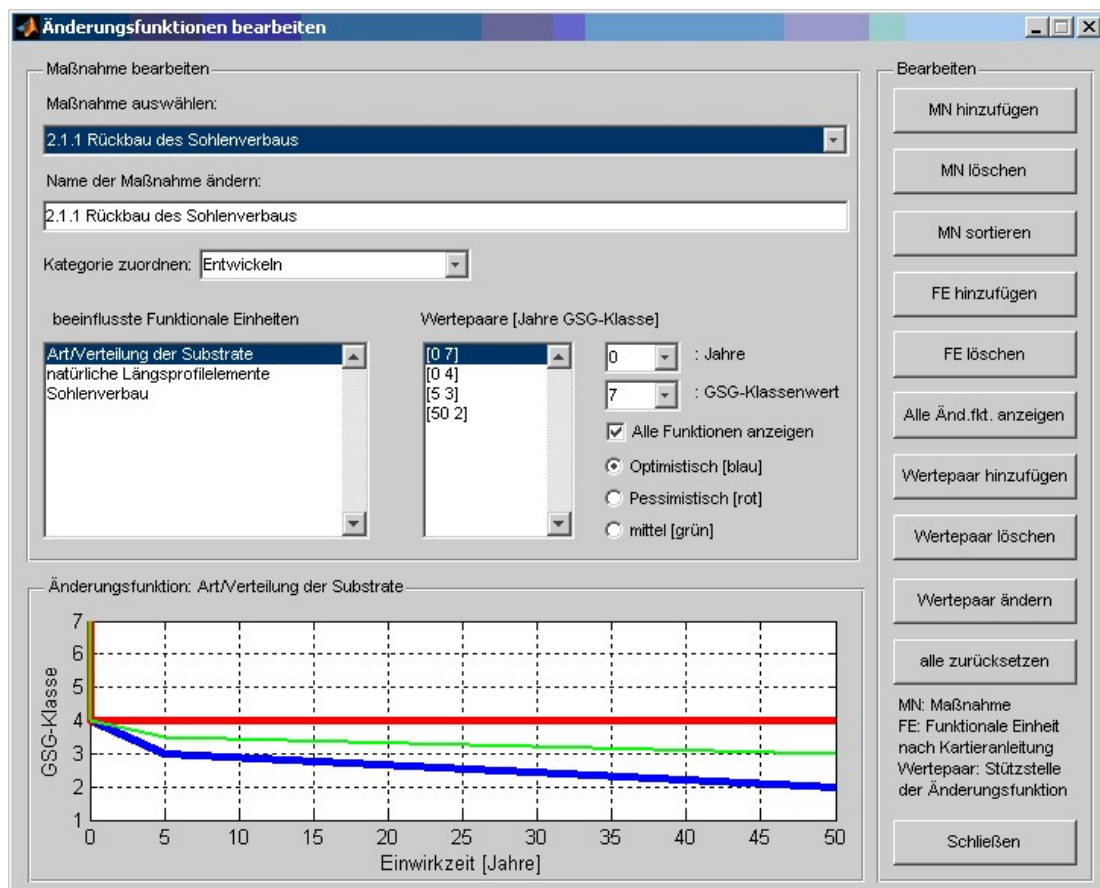 Änderungsfunktionen bearbeiten
Maßnahme bearbeiten
Maßnahme auswählen:
2.1.1 Rückbau des Sohlenverbaus
Name der Maßnahme ändern:
2.1.1 Rückbau des Sohlenverbaus
Kategorie zuordnen: Entwickeln
beeinflusste Funktionale Einheiten
Art/Verteilung der Substrate
natürliche Längsprofilelemente
Sohlenverbau
Wertepaare [Jahre GSG-Klasse]
[0 7]
[0 4]
[5 3]
[50 2]
0 : Jahre
7 : GSG-Klassenwert
Alle Funktionen anzeigen
Optimistisch [blau]
Pessimistisch [rot]
mittel [grün]
Änderungsfunktion: Art/Verteilung der Substrate
GSG-Klasse
7
6
5
4
3
2
1
0 5 10 15 20 25 30 35 40 45 50
Einwirkzeit [Jahre]
Bearbeiten
MN hinzufügen
MN löschen
MN sortieren
FE hinzufügen
FE löschen
Alle Änd.fkt. anzeigen
Wertepaar hinzufügen
Wertepaar löschen
Wertepaar ändern
alle zurücksetzen
MN: Maßnahme
FE: Funktionale Einheit
nach Kartieranleitung
Wertepaar: Stützstelle
der Änderungsfunktion
Schließen